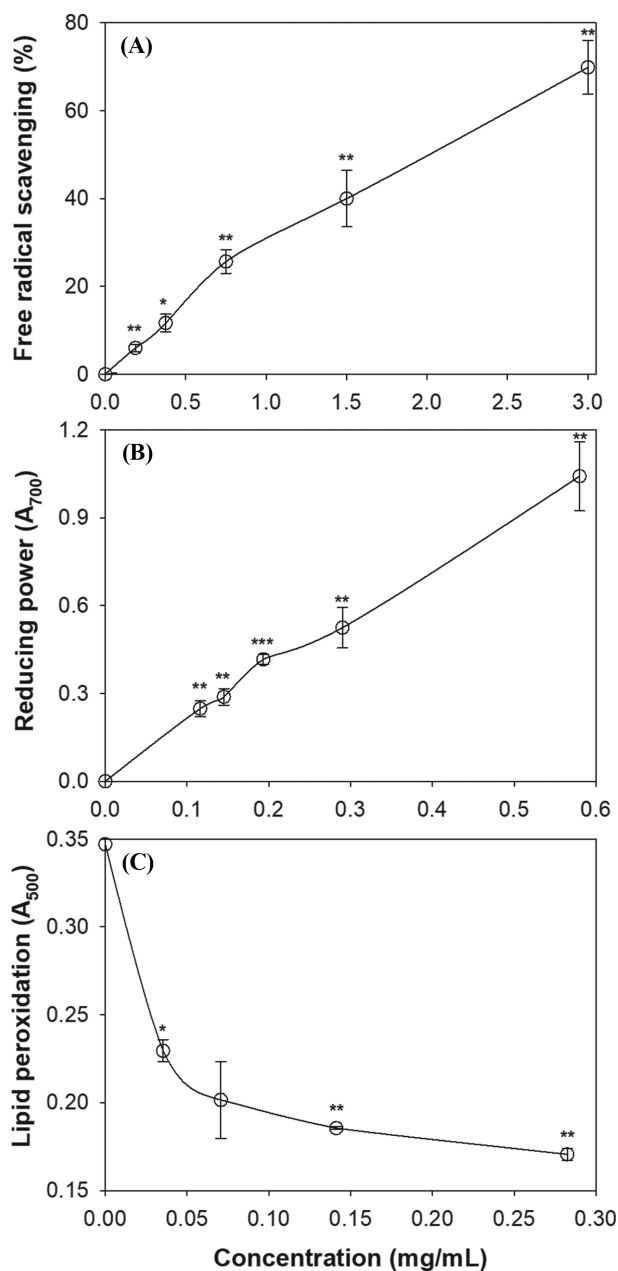 (A)
Free radical scavenging (%)
80
60
40
20
0
**
*
**
**
**
0.0 0.5 1.0 1.5 2.0 2.5 3.0
(B)
Reducing power (A700)
1.2
0.9
0.6
0.3
0.0
**
**
***
**
**
0.0 0.1 0.2 0.3 0.4 0.5 0.6
(C)
Lipid peroxidation (A500)
0.35
0.30
0.25
0.20
0.15
*
**
**
0.00 0.05 0.10 0.15 0.20 0.25 0.30
Concentration (mg/mL)